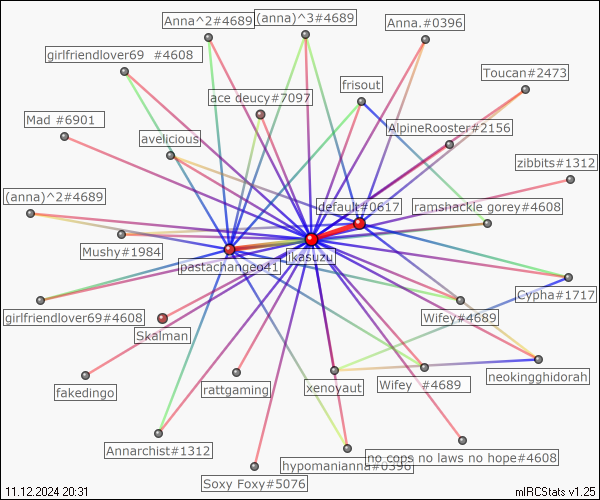 Anna^2#4689
(anna)^3#4689
Anna.#0396
girlfriendlover69 #4608
Toucan#2473
frisout
ace deucy#7097
Mad #6901
AlpineRooster#2156
avelicious
zibbits#1312
(anna)^2#4689
default#0617
ramshackle gorey#4608
Mushy#1984
jkasuzu
pastachangeo41
Cypha#1717
girlfriendlover69#4608
Wifey#4689
Skalman
neokingghidorah
fakedingo
rattgaming
xenoyaut
Wifey #4689
Annarchist#1312
no cops no laws no hope#4608
hypomanianna#0396
Soxy Foxy#5076
11.12.2024 20:31
mIRCStats v1.25